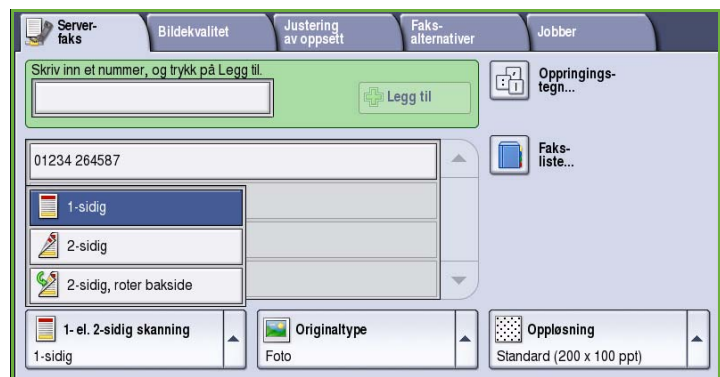 Server-
faks
Bildekvalitet
Justering
av oppsett
Faks-
alternativer
Jobber
Skriv inn et nummer, og trykk på Legg til.
Legg til
Oppringings-
tegn...
01234 264587
Faks-
liste...
1-sidig
2-sidig
2-sidig, roter bakside
1- el. 2-sidig skanning
1-sidig
Originaltype
Foto
Oppløsning
Standard (200 x 100 ppt)